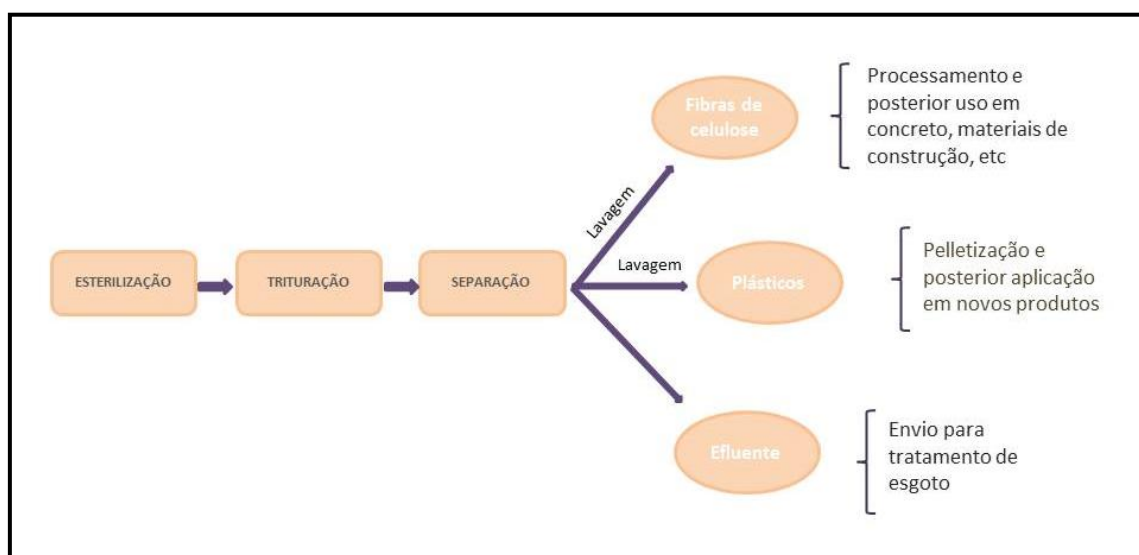 ESTERILIZAÇÃO
TRITURAÇÃO
SEPARAÇÃO
Lavagem
Fibras de
celulose
Processamento e
posterior uso em
concreto, materiais de
construção, etc
Lavagem
Plásticos
Pelletização e
posterior aplicação
em novos produtos
Efluente
Envio para
tratamento de
esgoto